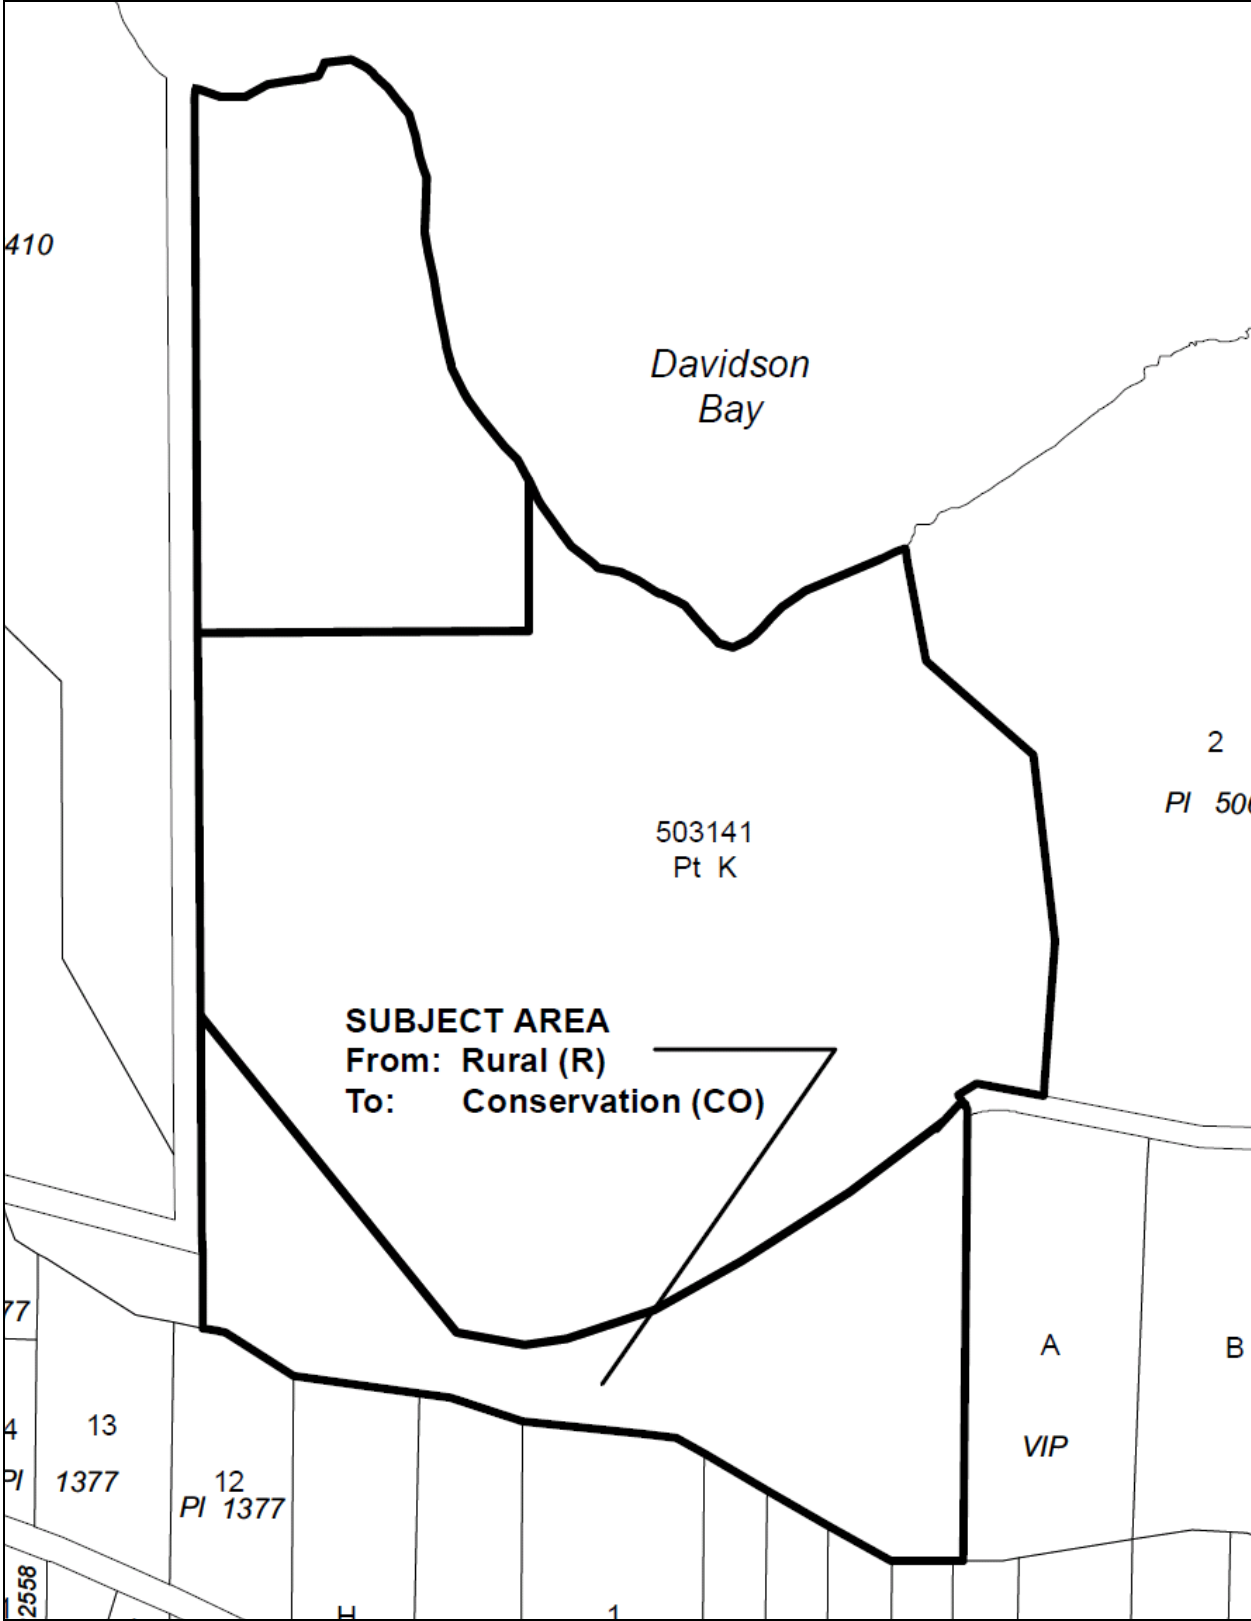 410
Davidson
Bay
2
Pl 50
503141
Pt K
SUBJECT AREA
From: Rural (R)
To: Conservation (CO)
77
A
B
4
13
VIP
Pl 1377
12
Pl 1377
2558
H
1